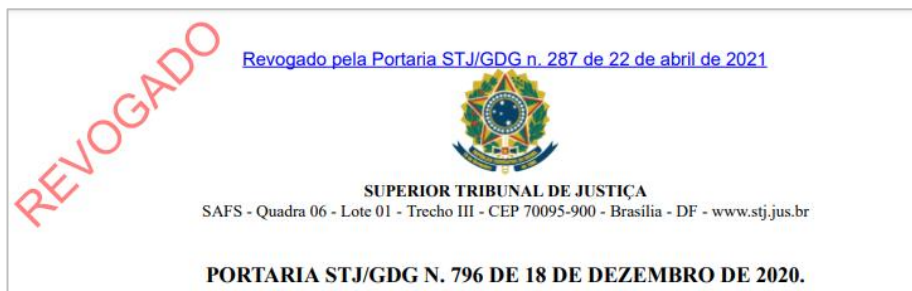 REVOGADO
Revogado pela Portaria STJ/GDG n. 287 de 22 de abril de 2021
SUPERIOR TRIBUNAL DE JUSTIÇA
SAFS - Quadra 06 - Lote 01 - Trecho III - CEP 70095-900 - Brasília - DF - www.stj.jus.br
PORTARIA STJ/GDG N. 796 DE 18 DE DEZEMBRO DE 2020.